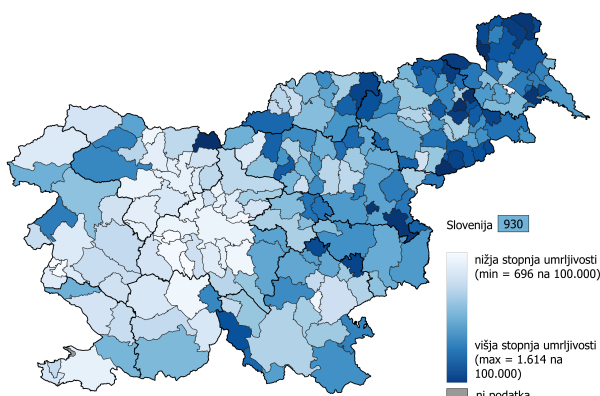 Slovenija 930
nižja stopnja umrljivosti
(min = 696 na 100.000)
višja stopnja umrljivosti
(max = 1.614 na
100.000)
ni podatka